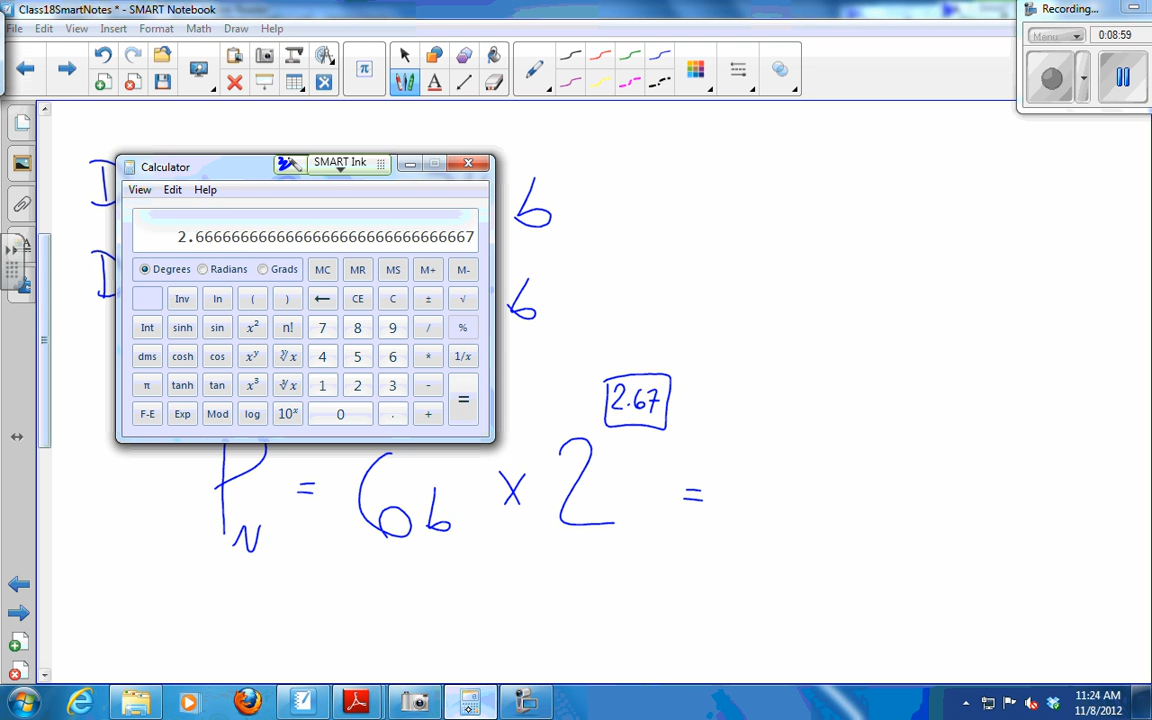 Class18SmartNotes * - SMART Notebook
Recording...
File Edit View Insert Format Math Draw Help
Menu
0:08:59
π
A
D
Calculator
SMART Ink
View Edit Help
b
2.6666666666666666666666666666667
Degrees Radians Grads MC MR MS M+ M-
D
Inv ln ( ) ← CE C ± √
b
Int sinh sin x² n! 7 8 9 / %
dms cosh cos xʸ ʸ√x 4 5 6 * 1/x
π tanh tan x³ ³√x 1 2 3 - =
F-E Exp Mod log 10ˣ 0 . +
2.67
P_N = 6b x 2 =
11:24 AM
11/8/2012